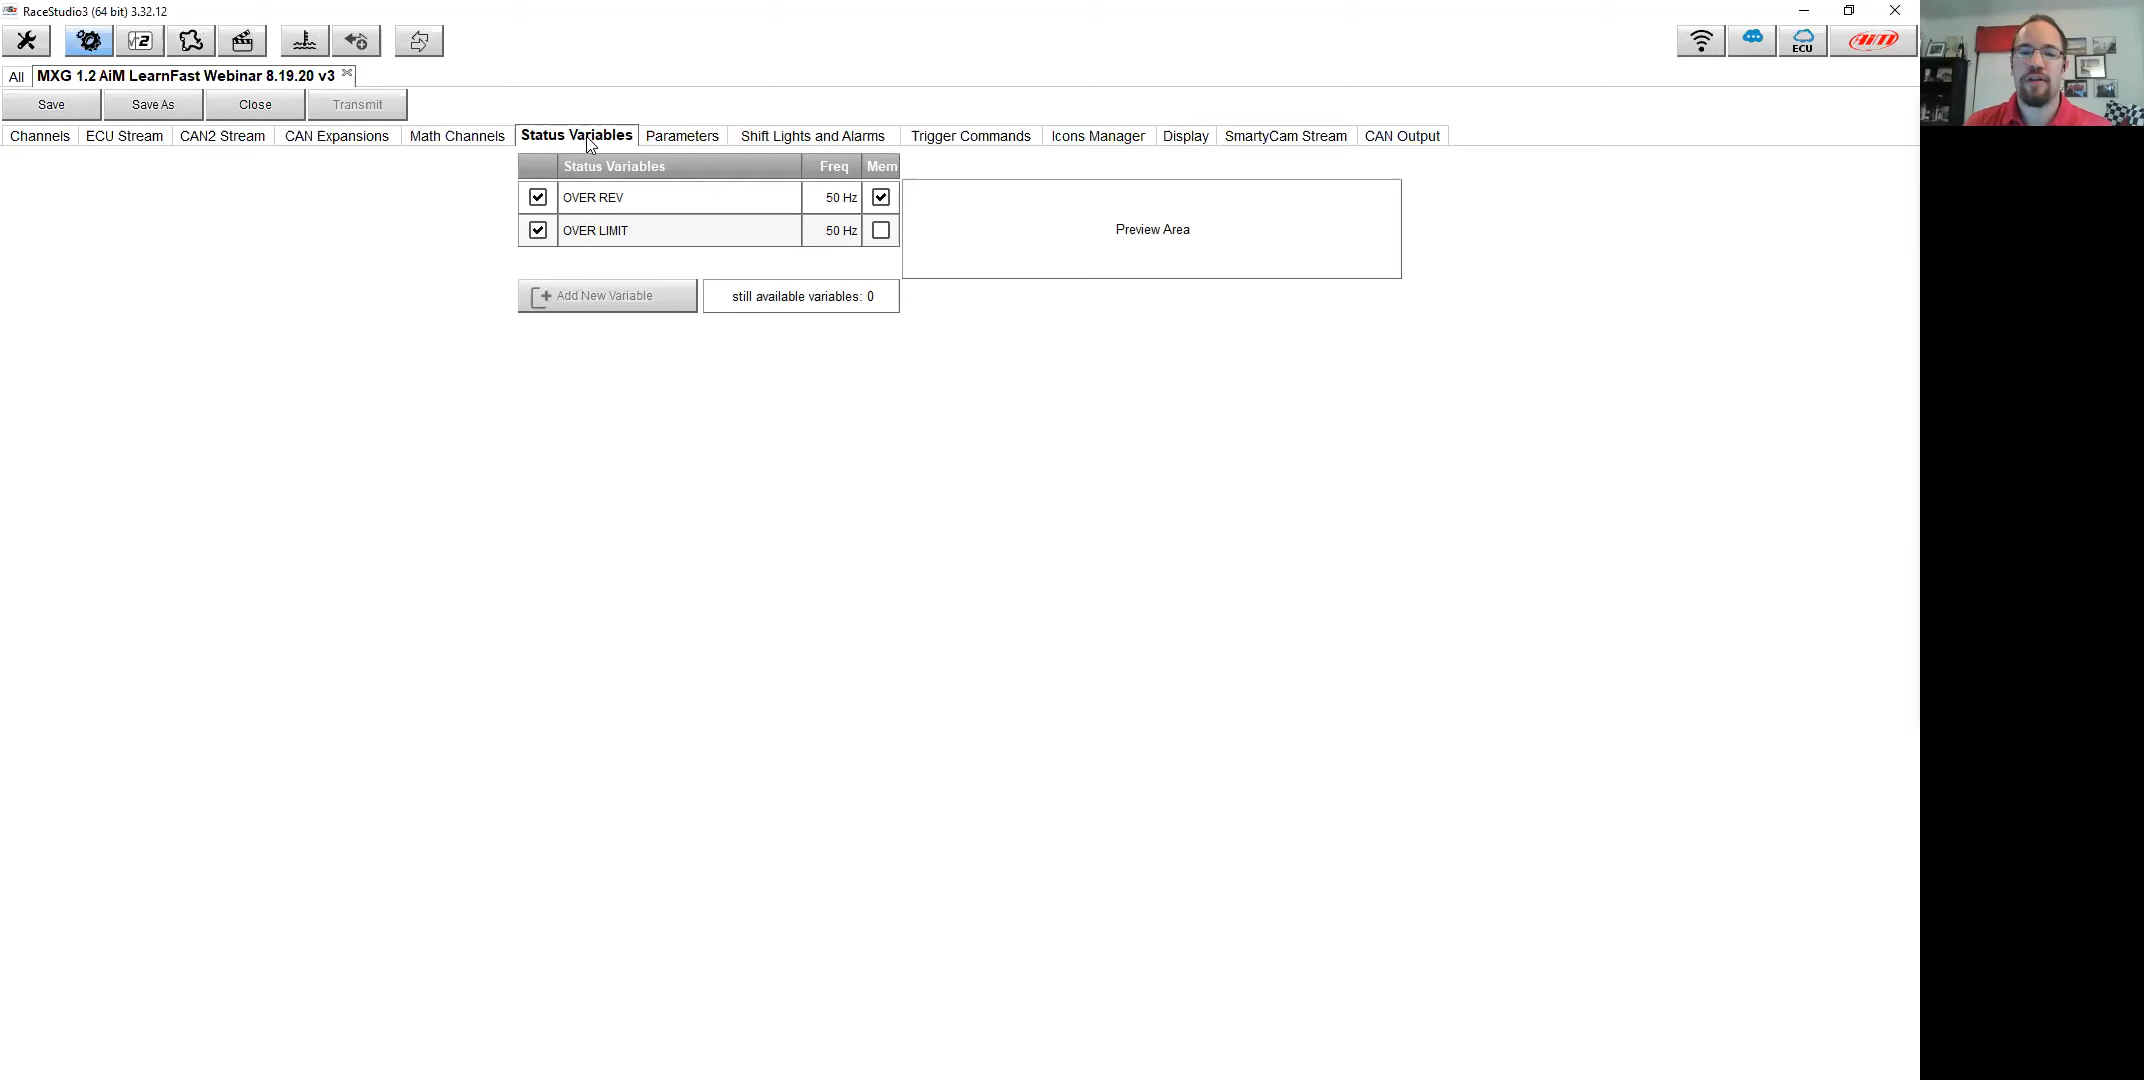 RaceStudio3 (64 bit) 3.32.12
ECU
AiM
All
MXG 1.2 AiM LearnFast Webinar 8.19.20 v3
Save
Save As
Close
Transmit
Channels
ECU Stream
CAN2 Stream
CAN Expansions
Math Channels
Status Variables
Parameters
Shift Lights and Alarms
Trigger Commands
Icons Manager
Display
SmartyCam Stream
CAN Output
Status Variables Freq Mem
OVER REV 50 Hz
OVER LIMIT 50 Hz
Preview Area
Add New Variable
still available variables: 0